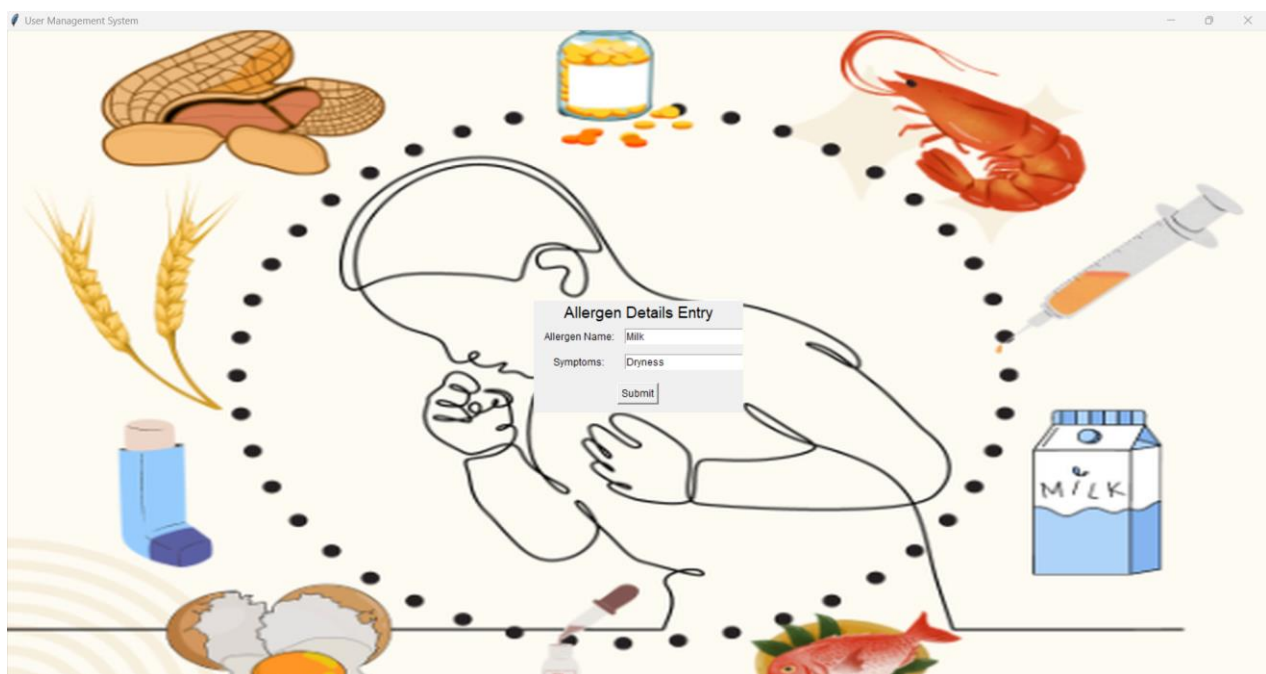 User Management System
Allergen Details Entry
Allergen Name: Milk
Symptoms: Dryness
Submit
MILK